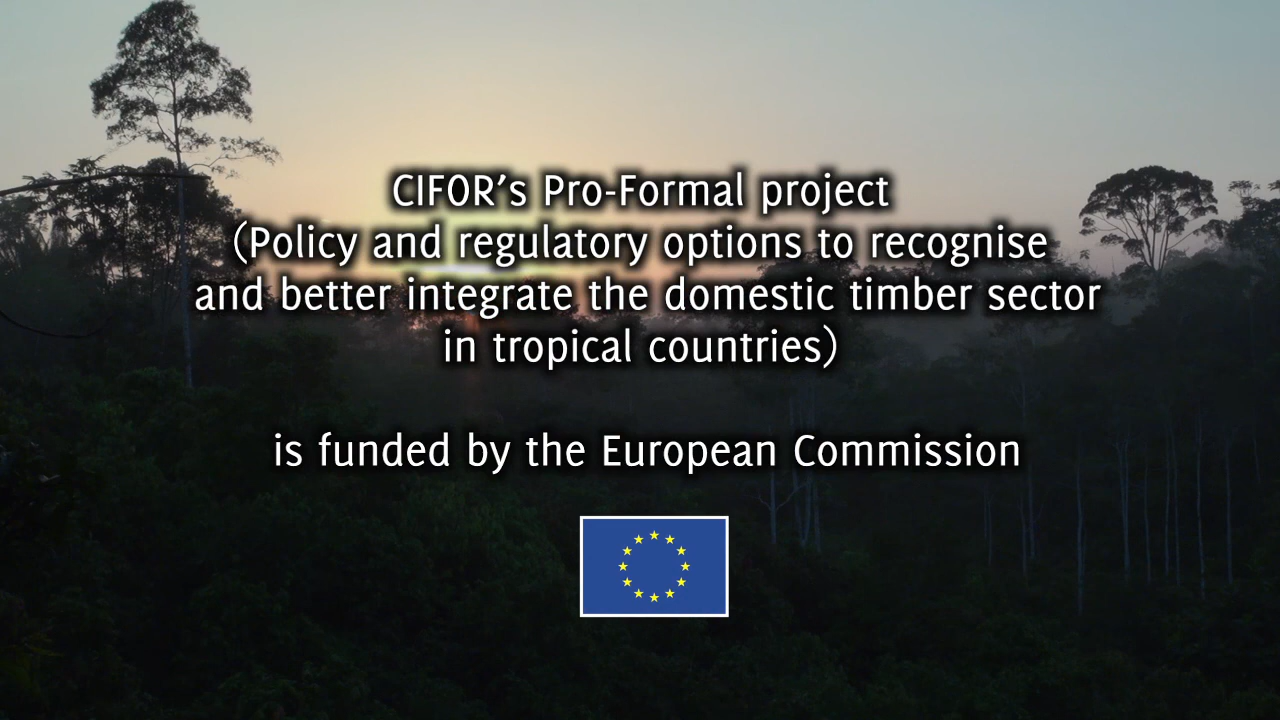 CIFOR's Pro-Formal project
(Policy and regulatory options to recognise
and better integrate the domestic timber sector
in tropical countries)
is funded by the European Commission